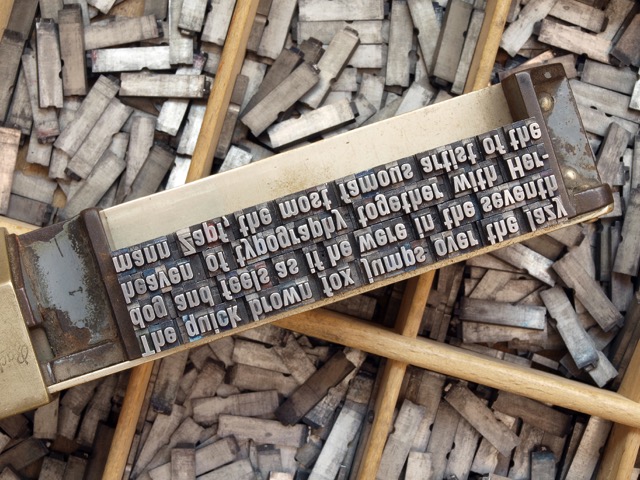 The quick brown fox jumps over the lazy
dog and feels as if he were in the seventh
heaven of typography together with Her-
mann Zapf, the most famous artist of the